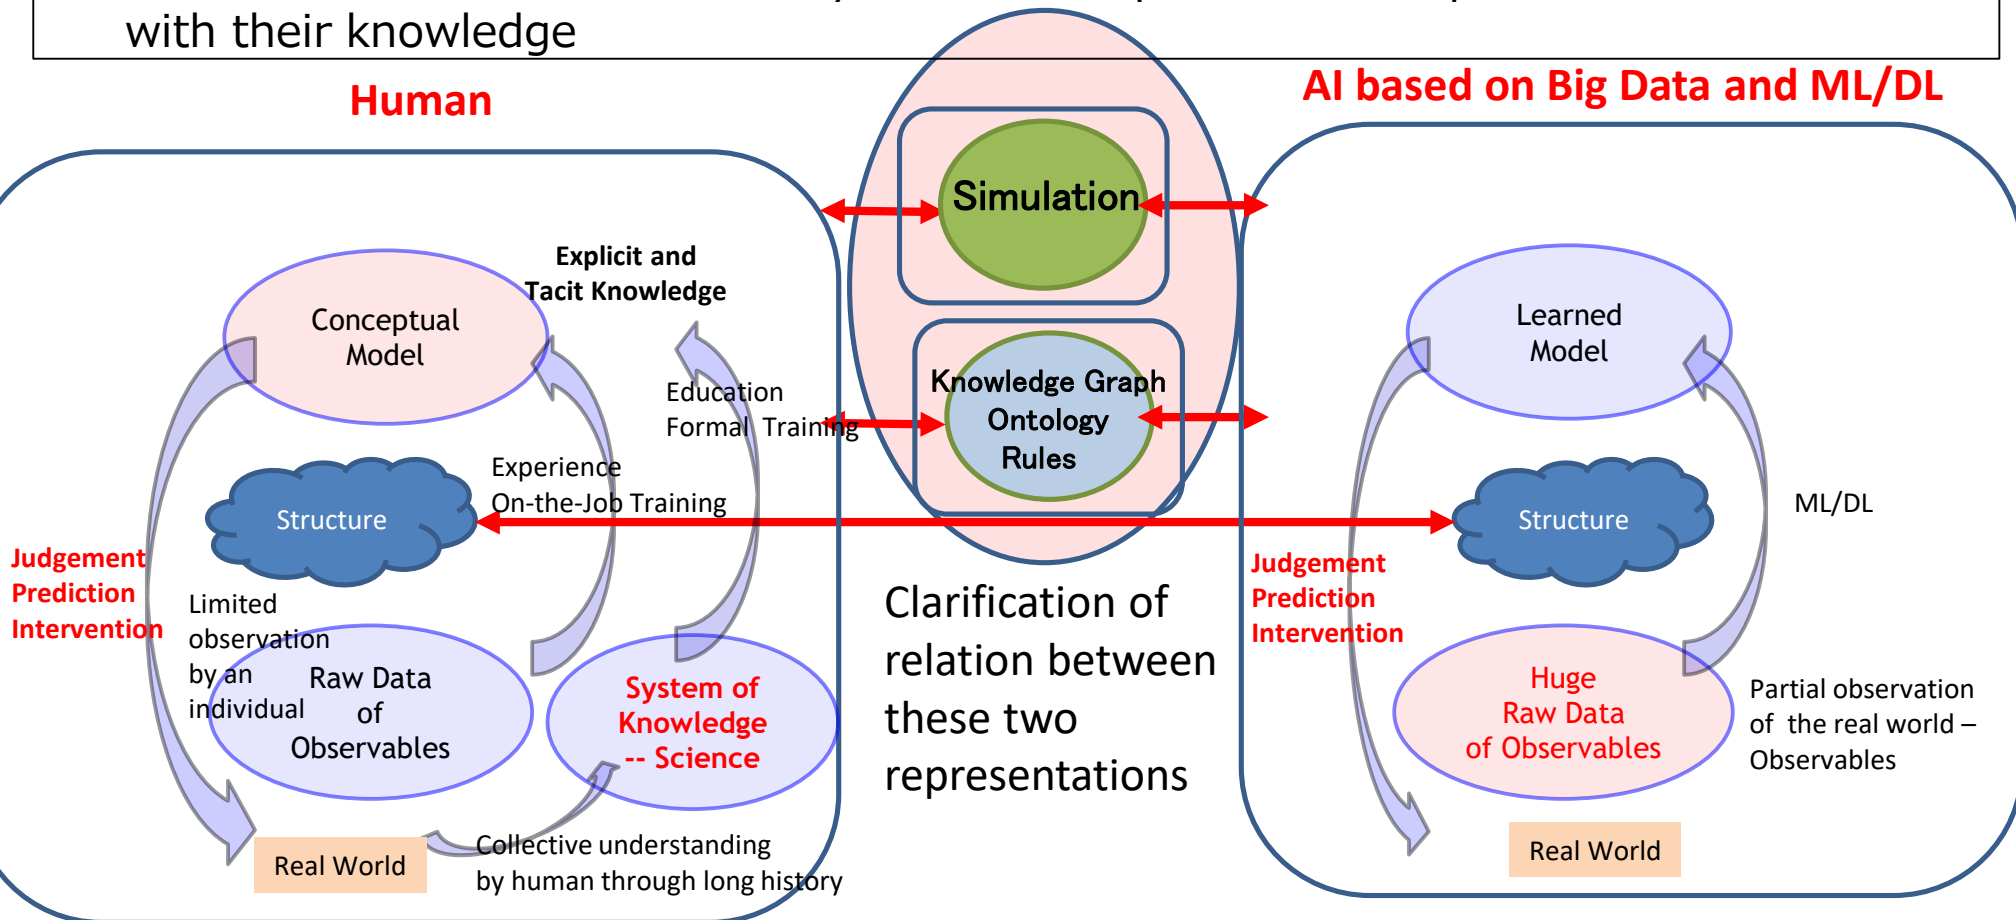 with their knowledge
Human
AI based on Big Data and ML/DL
Simulation
Knowledge Graph
Ontology
Rules
Explicit and
Tacit Knowledge
Conceptual
Model
Education
Formal Training
Experience
On-the-Job Training
Structure
Judgement
Prediction
Intervention
Limited
observation
by an
individual
Raw Data
of
Observables
System of
Knowledge
-- Science
Real World
Collective understanding
by human through long history
Clarification of
relation between
these two
representations
Learned
Model
Structure
ML/DL
Judgement
Prediction
Intervention
Huge
Raw Data
of Observables
Partial observation
of the real world –
Observables
Real World